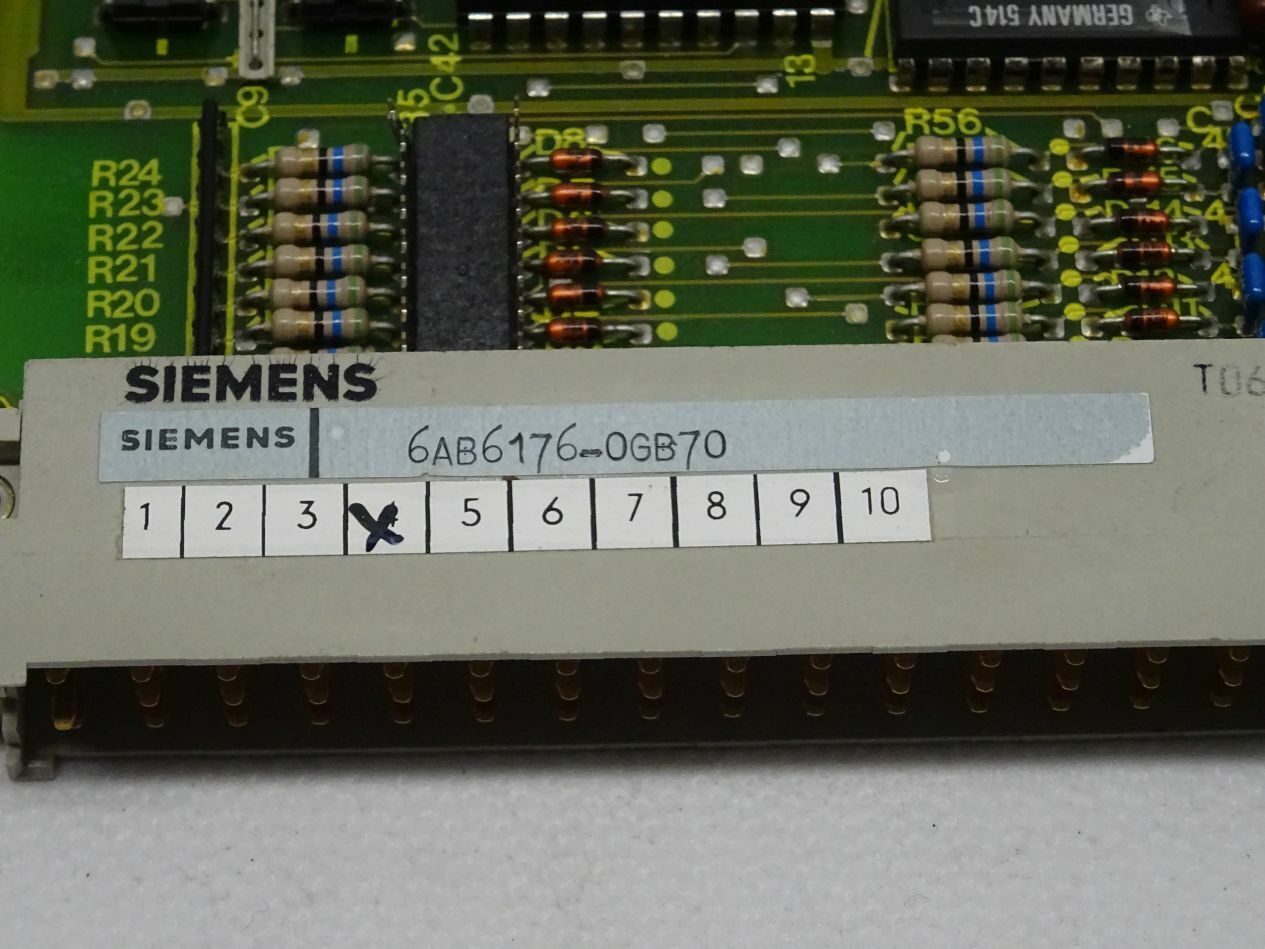 GERMANY 514C
C42
13
C9
R56
D8
R24
R23
R22
R21
R20
R19
SIEMENS
T06
SIEMENS 6AB6176-0GB70
1 2 3 5 6 7 8 9 10